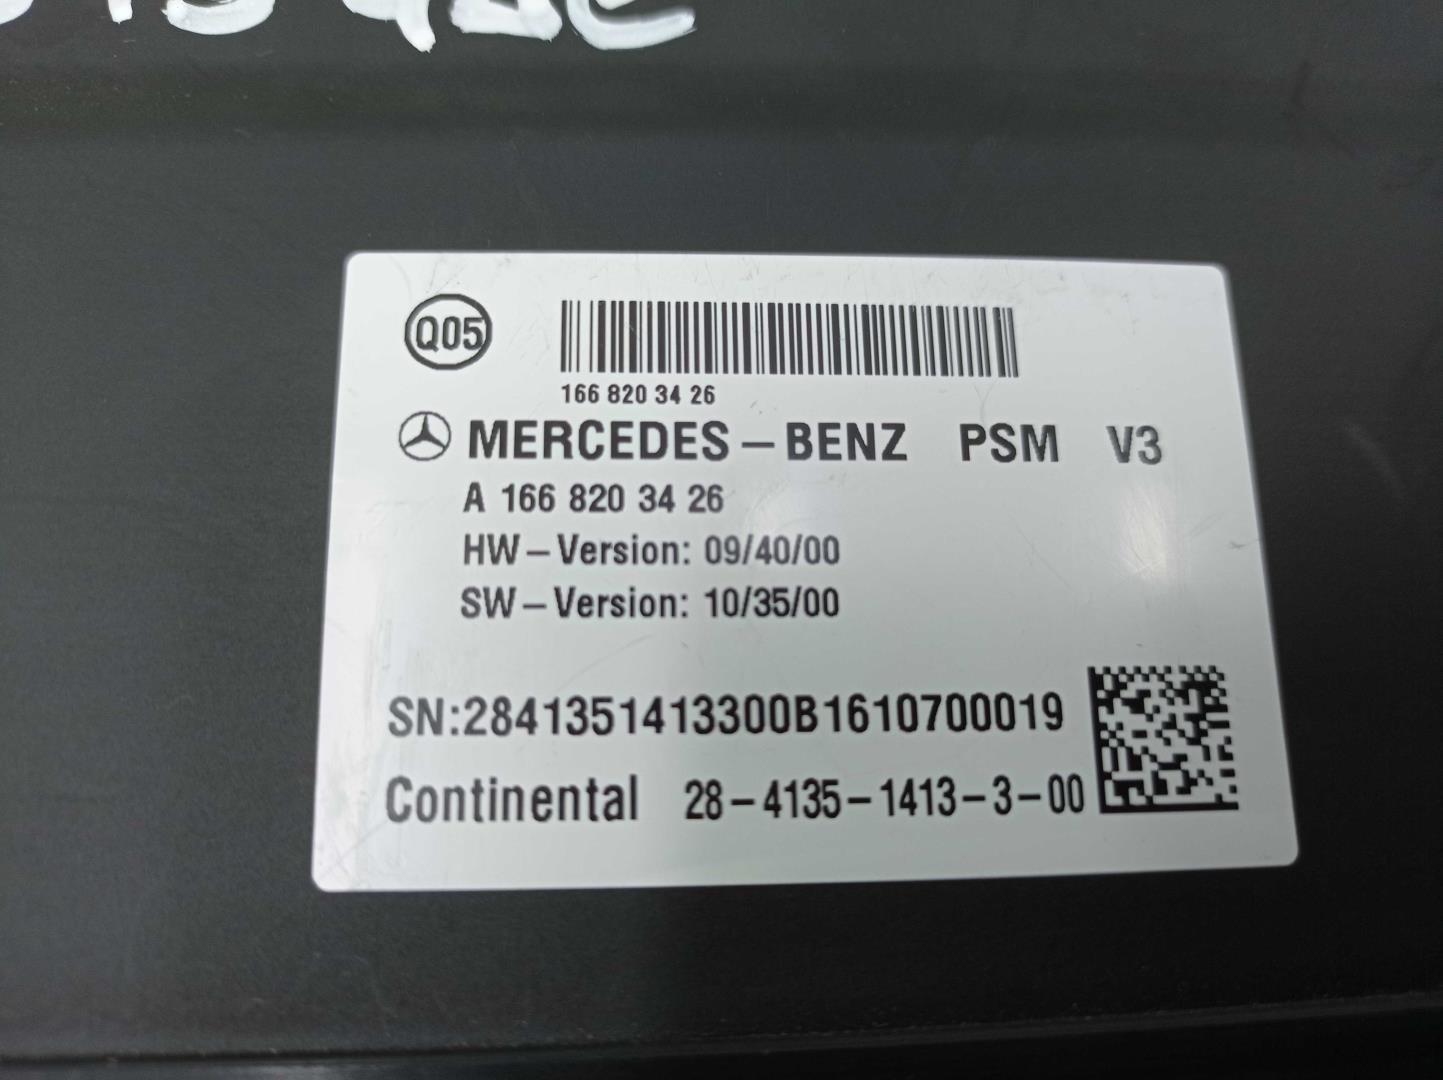 Q05
166 820 34 26
MERCEDES-BENZ PSM V3
A 166 820 34 26
HW-Version: 09/40/00
SW-Version: 10/35/00
SN:2841351413300B1610700019
Continental 28-4135-1413-3-00